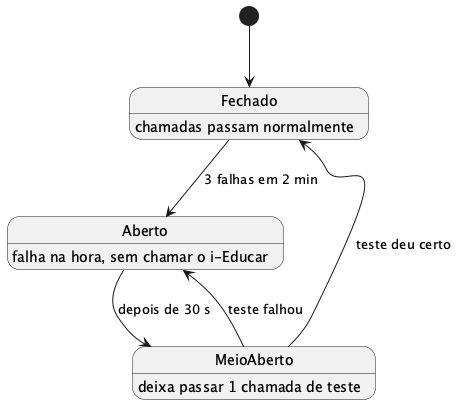 Fechado
chamadas passam normalmente
3 falhas em 2 min
Aberto
falha na hora, sem chamar o i-Educar
teste deu certo
depois de 30 s
teste falhou
MeioAberto
deixa passar 1 chamada de teste